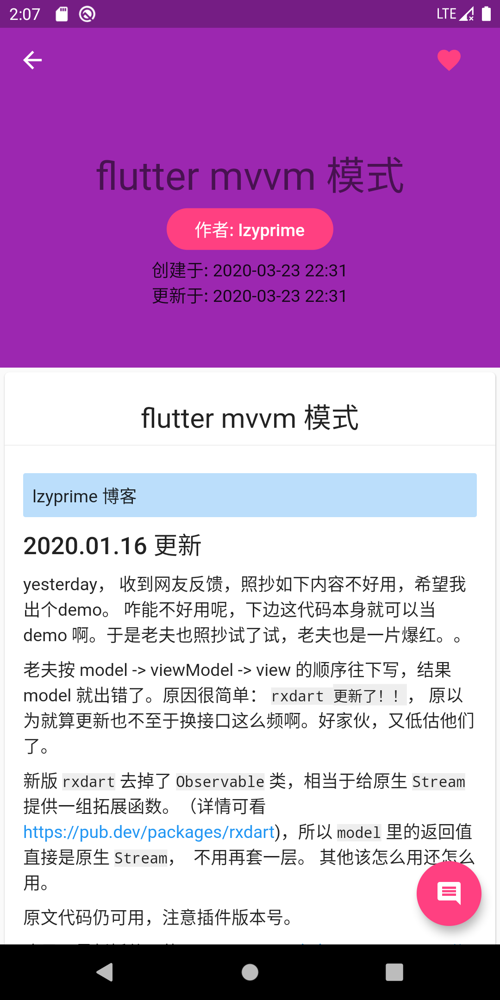 2:07
LTE
flutter mvvm 模式
作者: lzyprime
创建于: 2020-03-23 22:31
更新于: 2020-03-23 22:31
flutter mvvm 模式
lzyprime 博客
2020.01.16 更新
yesterday， 收到网友反馈，照抄如下内容不好用，希望我
出个demo。 咋能不好用呢，下边这代码本身就可以当
demo 啊。于是老夫也照抄试了试，老夫也是一片爆红。。
老夫按 model -> viewModel -> view 的顺序往下写，结果
model 就出错了。原因很简单： rxdart 更新了！！， 原以
为就算更新也不至于换接口这么频啊。好家伙，又低估他们
了。
新版 rxdart 去掉了 Observable 类，相当于给原生 Stream
提供一组拓展函数。（详情可看
https://pub.dev/packages/rxdart)，所以 model 里的返回值
直接是原生 Stream， 不用再套一层。 其他该怎么用还怎么
用。
原文代码仍可用，注意插件版本号。